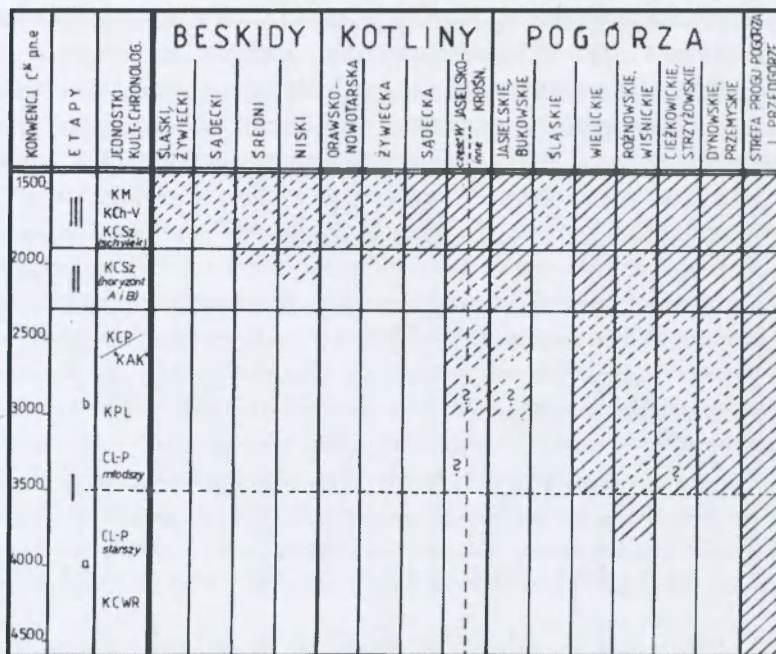 BESKIDY KOTLINY POGÓRZA
KONWENCJ. C14 pn.e.
ETAPY
JEDNOSTKI
KULT-CHRONOLOG.
ŚLĄSKI,
ŻYWIECKI
SĄDECKI
ŚREDNI
NISKI
ORAWSKO-
NOWOTARSKA
ŻYWIECKA
SĄDECKA
JASIELSKO-
KROŚN.
część W
inne
JASIELSKIE,
BUKOWSKIE
ŚLĄSKIE
WIELICKIE
ROŻNOWSKIE,
WIŚNICKIE
CIĘŻKOWICKIE,
STRZYŻOWSKIE
DYNOWSKIE,
PRZEMYSKIE
STREFA PROGU POGÓRZA
I PRZEDGÓRZE
1500
III
KM
KCh-V
KCSz
(schyłek)
2000
II
KCSz
(horyzont
A i B)
2500
KCP
"KAK"
b
? ?
3000
KPL
CL-P
młodszy
? ?
3500
I
CL-P
starszy
4000
a
KCWR
4500